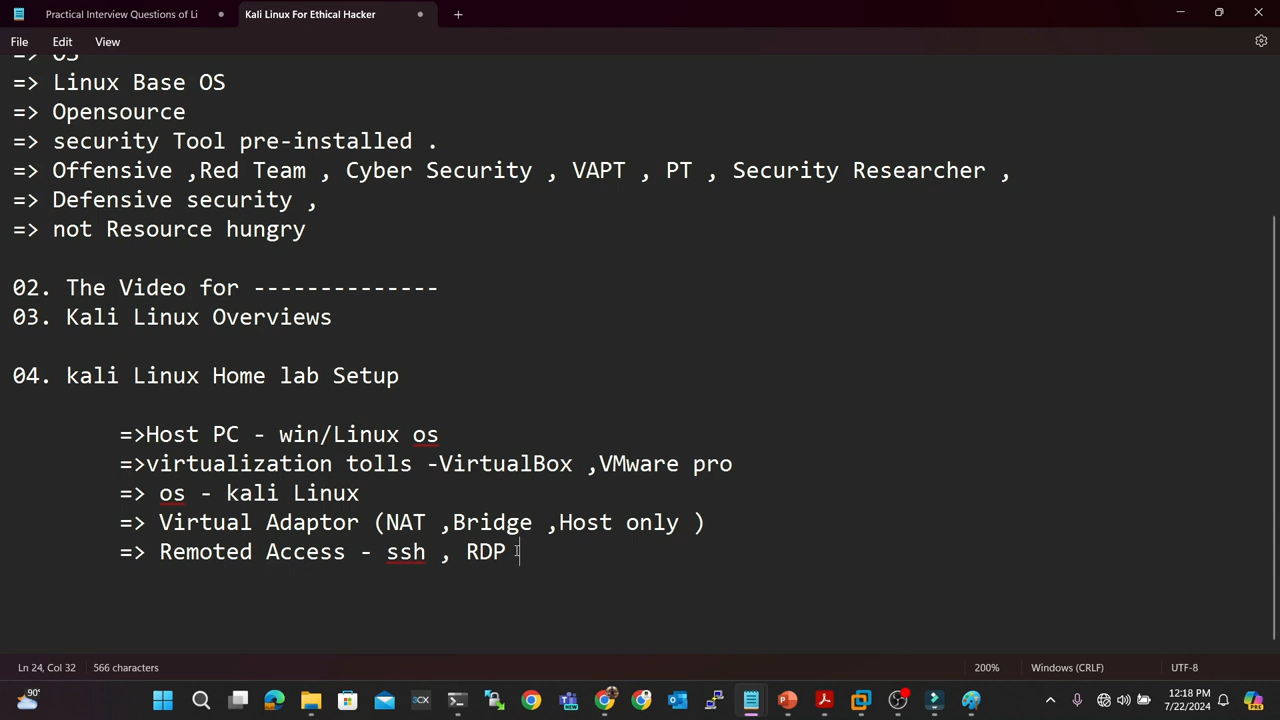 Practical Interview Questions of Li
Kali Linux For Ethical Hacker
File Edit View
=> OS
=> Linux Base OS
=> Opensource
=> security Tool pre-installed .
=> Offensive ,Red Team , Cyber Security , VAPT , PT , Security Researcher ,
=> Defensive security ,
=> not Resource hungry
02. The Video for --------------
03. Kali Linux Overviews
04. kali Linux Home lab Setup
=>Host PC - win/Linux os
=>virtualization tolls -VirtualBox ,VMware pro
=> os - kali Linux
=> Virtual Adaptor (NAT ,Bridge ,Host only )
=> Remoted Access - ssh , RDP
Ln 24, Col 32 566 characters 200% Windows (CRLF) UTF-8
90°
12:18 PM
7/22/2024